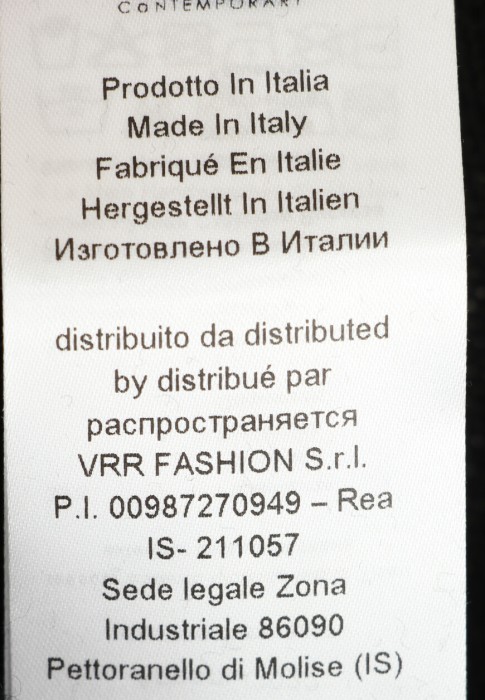 CONTEMPORARY
Prodotto In Italia
Made In Italy
Fabriqué En Italie
Hergestellt In Italien
Изготовлено В Италии
distribuito da distributed
by distribué par
распространяется
VRR FASHION S.r.l.
P.I. 00987270949 – Rea
IS- 211057
Sede legale Zona
Industriale 86090
Pettoranello di Molise (IS)